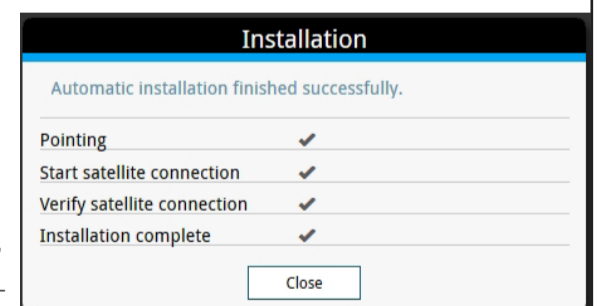 Installation
Automatic installation finished successfully.
Pointing ✔
Start satellite connection ✔
Verify satellite connection ✔
Installation complete ✔
Close